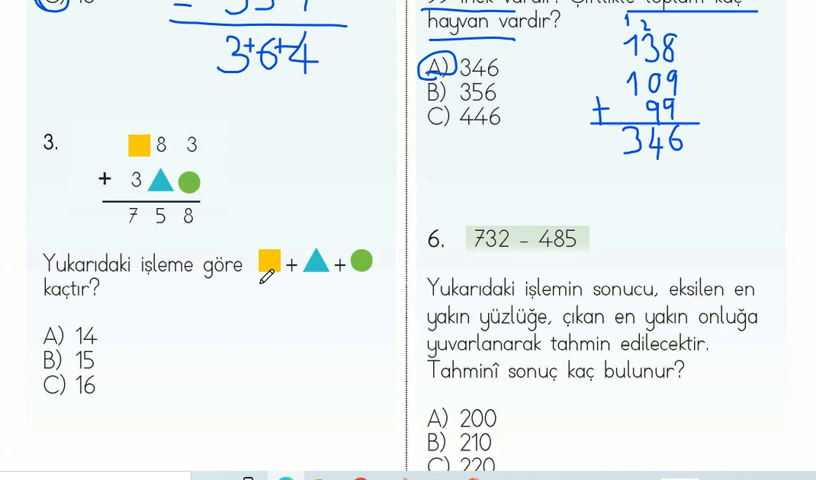 3+6+4
3.
8 3
+ 3
7 5 8
Yukarıdaki işleme göre + +
kaçtır?
A) 14
B) 15
C) 16
hayvan vardır?
A) 346
B) 356
C) 446
1 2
138
109
+ 99
346
6. 732 - 485
Yukarıdaki işlemin sonucu, eksilen en
yakın yüzlüğe, çıkan en yakın onluğa
yuvarlanarak tahmin edilecektir.
Tahminî sonuç kaç bulunur?
A) 200
B) 210
C) 220